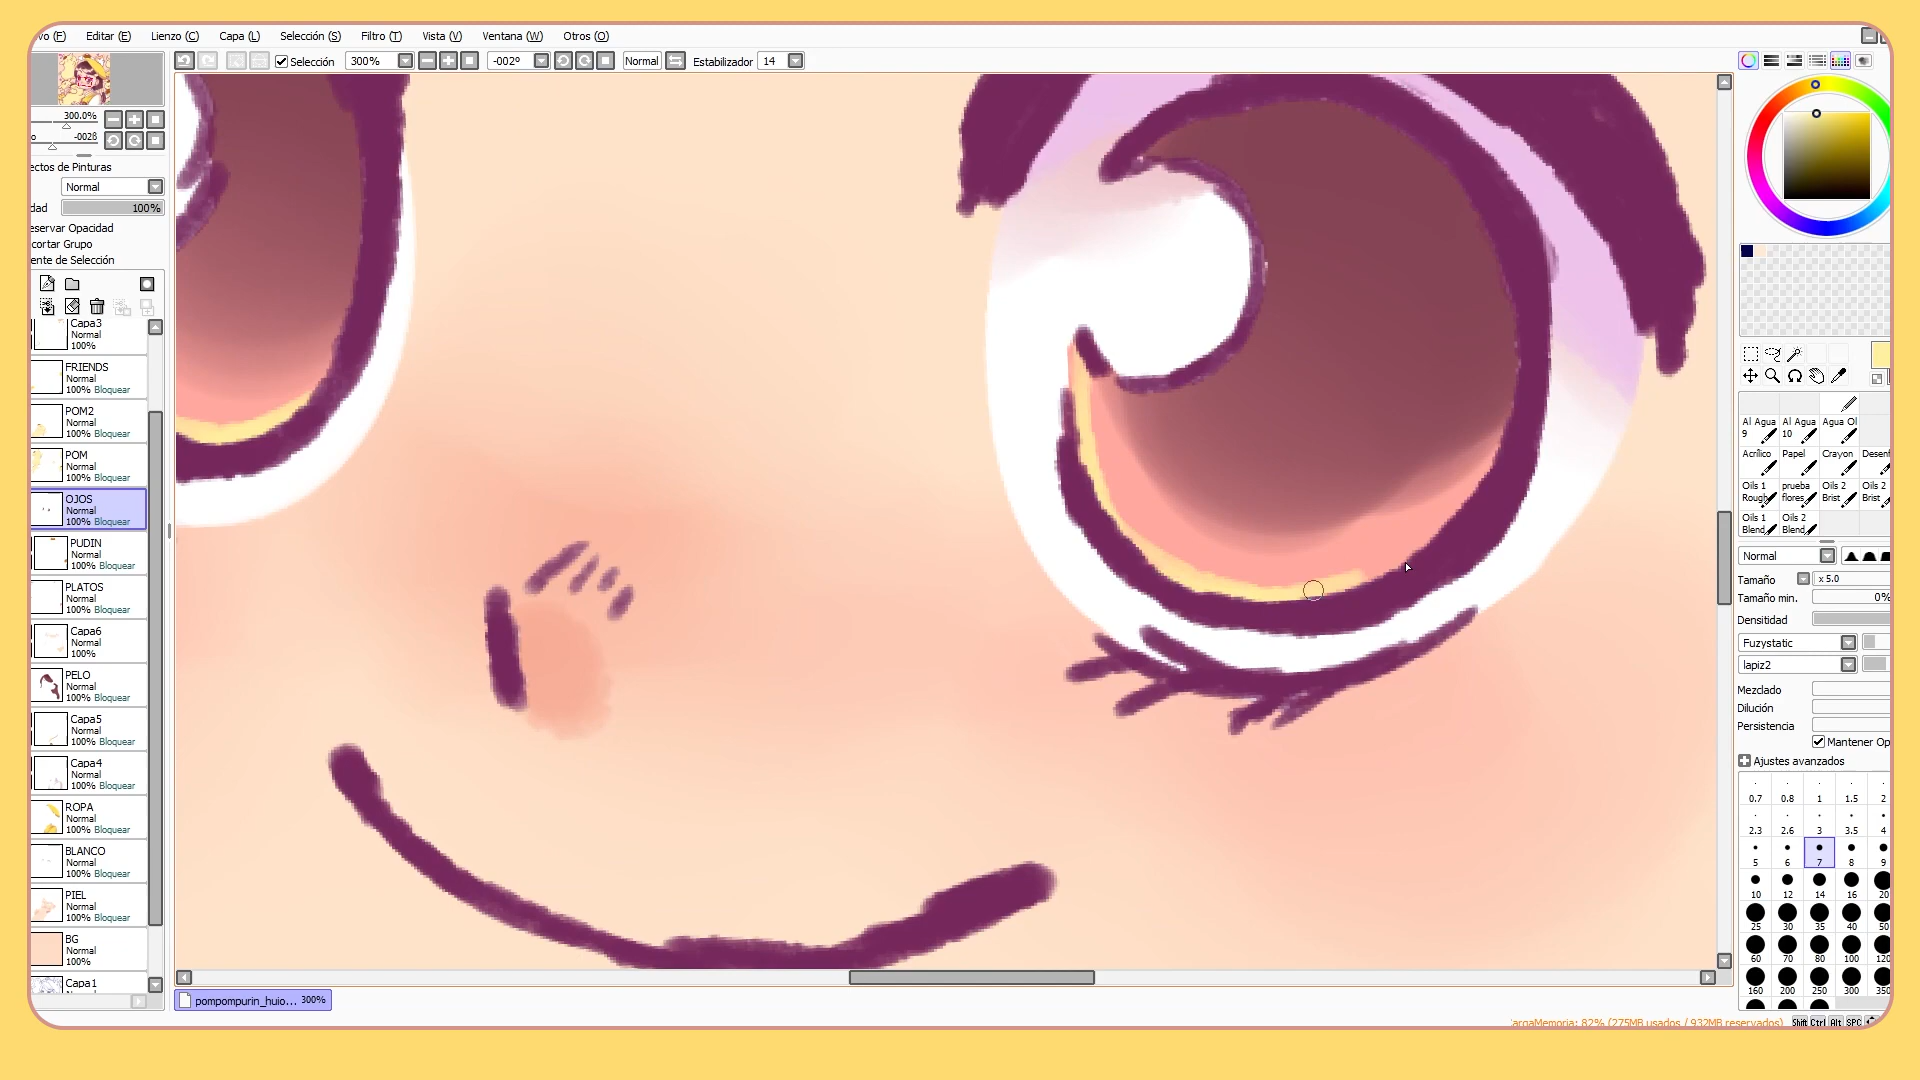 vo (F) Editar (E) Lienzo (C) Capa (L) Selección (S) Filtro (T) Vista (V) Ventana (W) Otros (O)
Selección 300% -002º Normal Estabilizador 14
300.0%
o -0028
ectos de Pinturas
Normal
dad 100%
eservar Opacidad
cortar Grupo
ente de Selección
Capa3
Normal
100%
FRIENDS
Normal
100% Bloquear
POM2
Normal
100% Bloquear
POM
Normal
100% Bloquear
OJOS
Normal
100% Bloquear
PUDIN
Normal
100% Bloquear
PLATOS
Normal
100% Bloquear
Capa6
Normal
100%
PELO
Normal
100% Bloquear
Capa5
Normal
100% Bloquear
Capa4
Normal
100% Bloquear
ROPA
Normal
100% Bloquear
BLANCO
Normal
100% Bloquear
PIEL
Normal
100% Bloquear
BG
Normal
100%
Capa1
pompompurin_huio... 300%
Al Agua 9
Al Agua 10
Agua Ol
Acrílico Papel Crayon Desenf
Oils 1 Rough
prueba flores
Oils 2 Brist
Oils 2 Brist
Oils 1 Blend
Oils 2 Blend
Normal
Tamaño x 5.0
Tamaño min. 0%
Densitidad
Fuzystatic
lapiz2
Mezclado
Dilución
Persistencia
Mantener Op
Ajustes avanzados
0.7 0.8 1 1.5 2
2.3 2.6 3 3.5 4
5 6 7 8 9
10 12 14 16 20
25 30 35 40 50
60 70 80 100 120
160 200 250 300 350
argaMemoria: 82% (275MB usados / 932MB reservados) Shift Ctrl Alt SPC